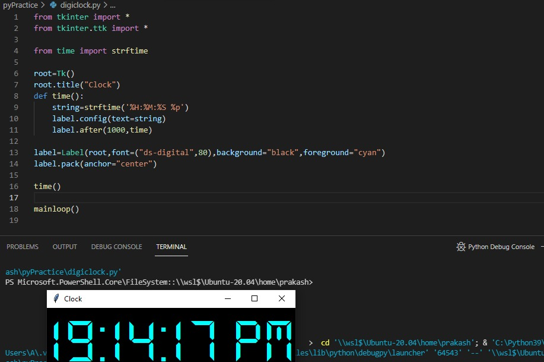 pyPractice > digiclock.py > ...
1 from tkinter import *
2 from tkinter.ttk import *
3
4 from time import strftime
5
6 root=Tk()
7 root.title("Clock")
8 def time():
9 string=strftime('%H:%M:%S %p')
10 label.config(text=string)
11 label.after(1000,time)
12
13 label=Label(root,font=("ds-digital",80),background="black",foreground="cyan")
14 label.pack(anchor="center")
15
16 time()
17
18 mainloop()
19
PROBLEMS OUTPUT DEBUG CONSOLE TERMINAL Python Debug Console
ash\pyPractice\digiclock.py'
PS Microsoft.PowerShell.Core\FileSystem::\\wsl$\Ubuntu-20.04\home\prakash>
Clock
> cd '\\wsl$\Ubuntu-20.04\home\prakash'; & 'C:\Python39\
19:14:17 PM
Users\A\.v
les\lib\python\debugpy\launcher' '64543' '--' '\\wsl$\Ubuntu